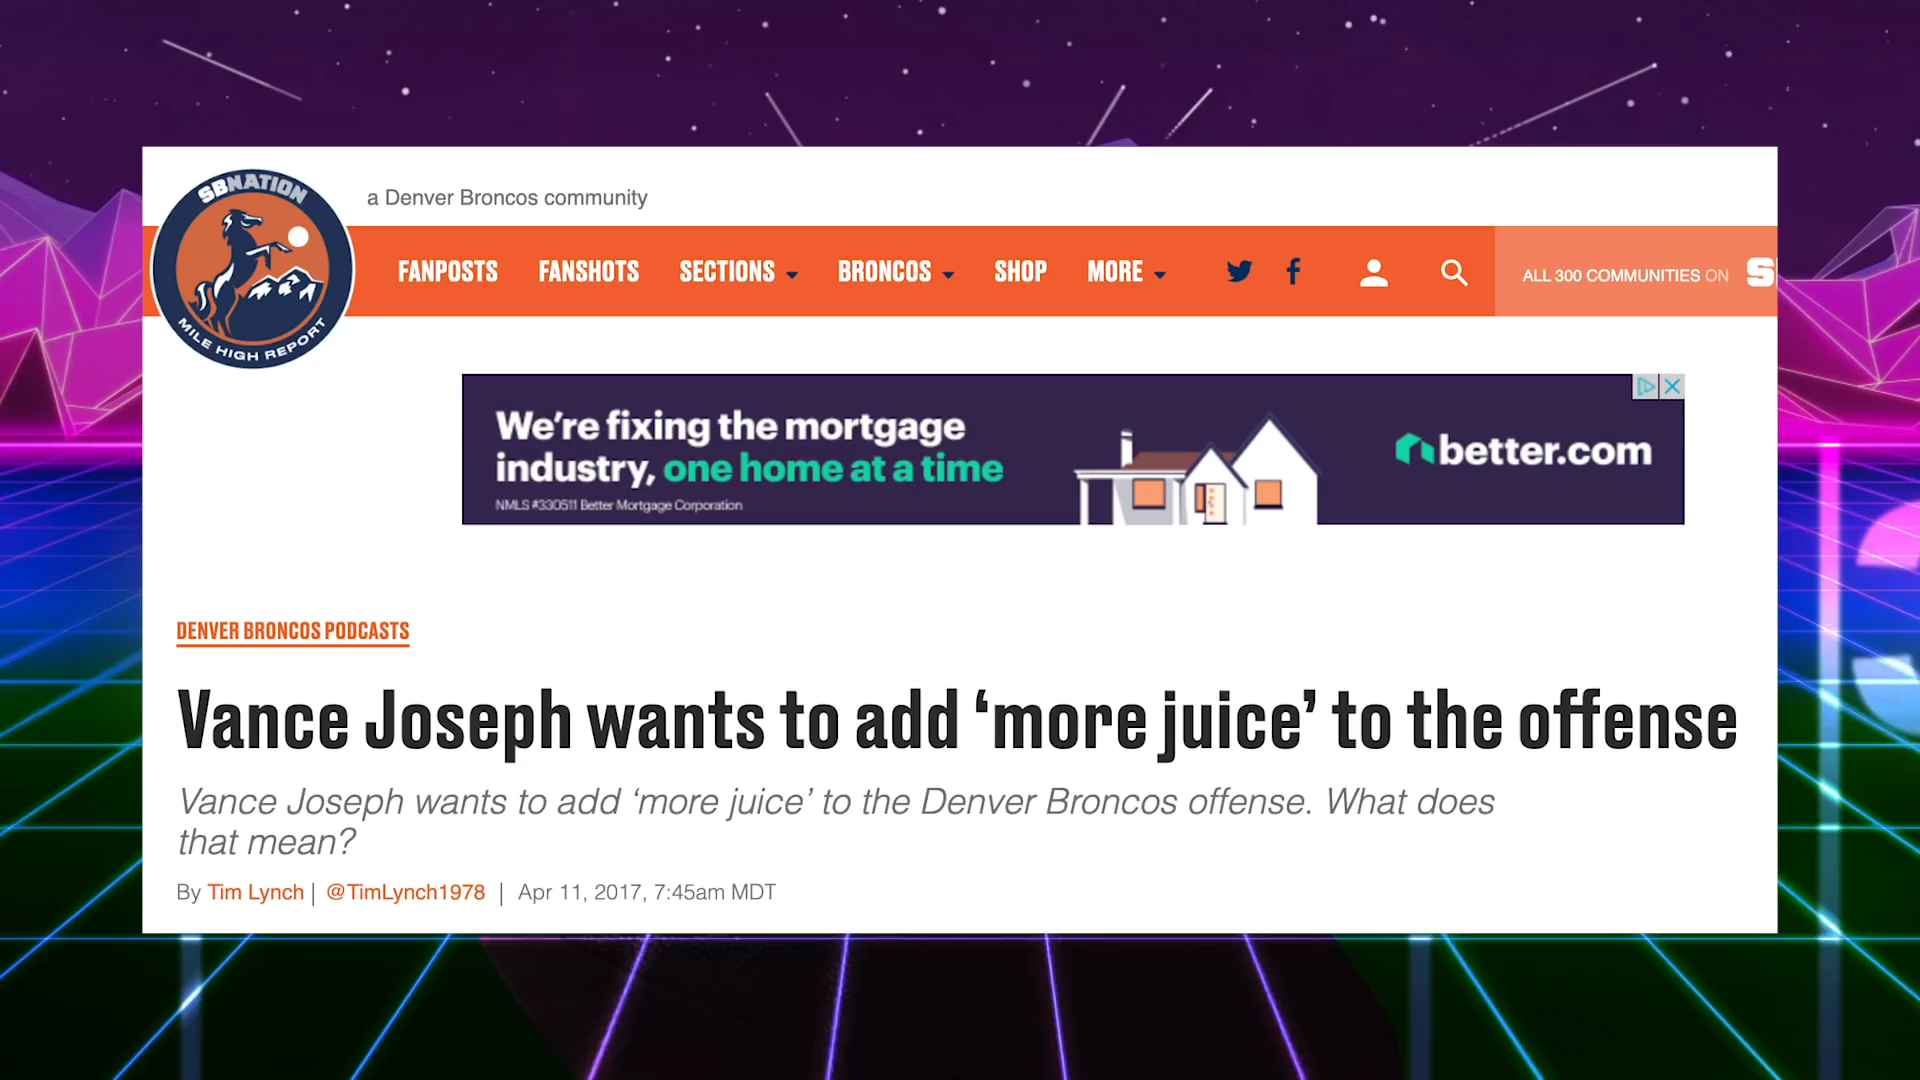 SBNATION
MILE HIGH REPORT
a Denver Broncos community
FANPOSTS FANSHOTS SECTIONS BRONCOS SHOP MORE ALL 300 COMMUNITIES ON
We're fixing the mortgage
industry, one home at a time
NMLS #330511 Better Mortgage Corporation
better.com
DENVER BRONCOS PODCASTS
Vance Joseph wants to add ‘more juice’ to the offense
Vance Joseph wants to add ‘more juice’ to the Denver Broncos offense. What does
that mean?
By Tim Lynch | @TimLynch1978 | Apr 11, 2017, 7:45am MDT